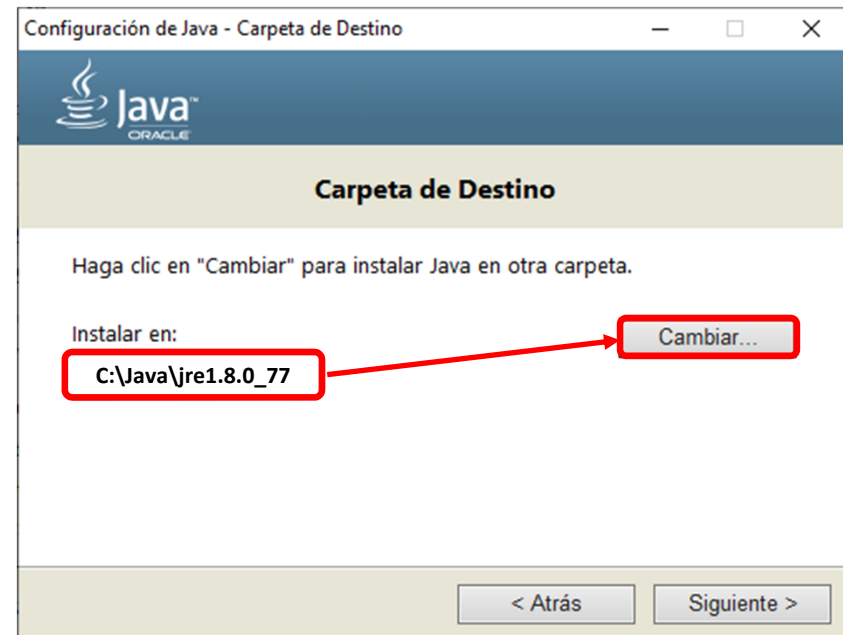 Configuración de Java - Carpeta de Destino
Java™
ORACLE
Carpeta de Destino
Haga clic en "Cambiar" para instalar Java en otra carpeta.
Instalar en:
Cambiar...
C:\Java\jre1.8.0_77
< Atrás
Siguiente >